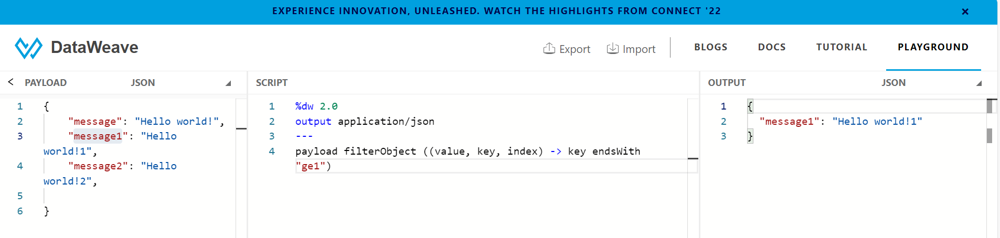 EXPERIENCE INNOVATION, UNLEASHED. WATCH THE HIGHLIGHTS FROM CONNECT '22 ×
DataWeave
Export
Import
BLOGS
DOCS
TUTORIAL
PLAYGROUND
< PAYLOAD
JSON
1 {
2 "message": "Hello world!",
3 "message1": "Hello
world!1",
4 "message2": "Hello
world!2",
5
6 }
SCRIPT
1 %dw 2.0
2 output application/json
3 ---
4 payload filterObject ((value, key, index) -> key endsWith
"ge1")
OUTPUT
JSON
1 {
2 "message1": "Hello world!1"
3 }